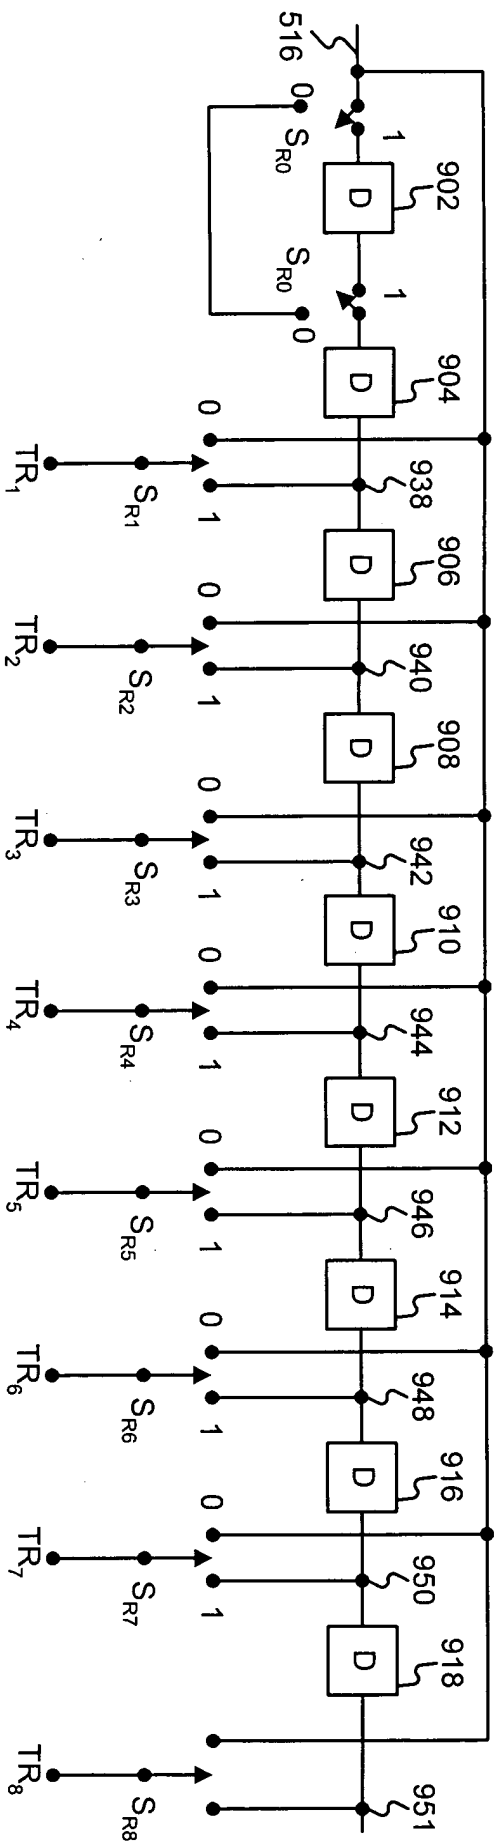 516
902
904
938
906
940
908
942
910
944
912
946
914
948
916
950
918
951
1
1
D
D
D
D
D
D
D
D
D
0
S_R0
S_R0
0
0
1
0
1
0
1
0
1
0
1
0
1
0
1
S_R1
S_R2
S_R3
S_R4
S_R5
S_R6
S_R7
S_R8
TR_1
TR_2
TR_3
TR_4
TR_5
TR_6
TR_7
TR_8